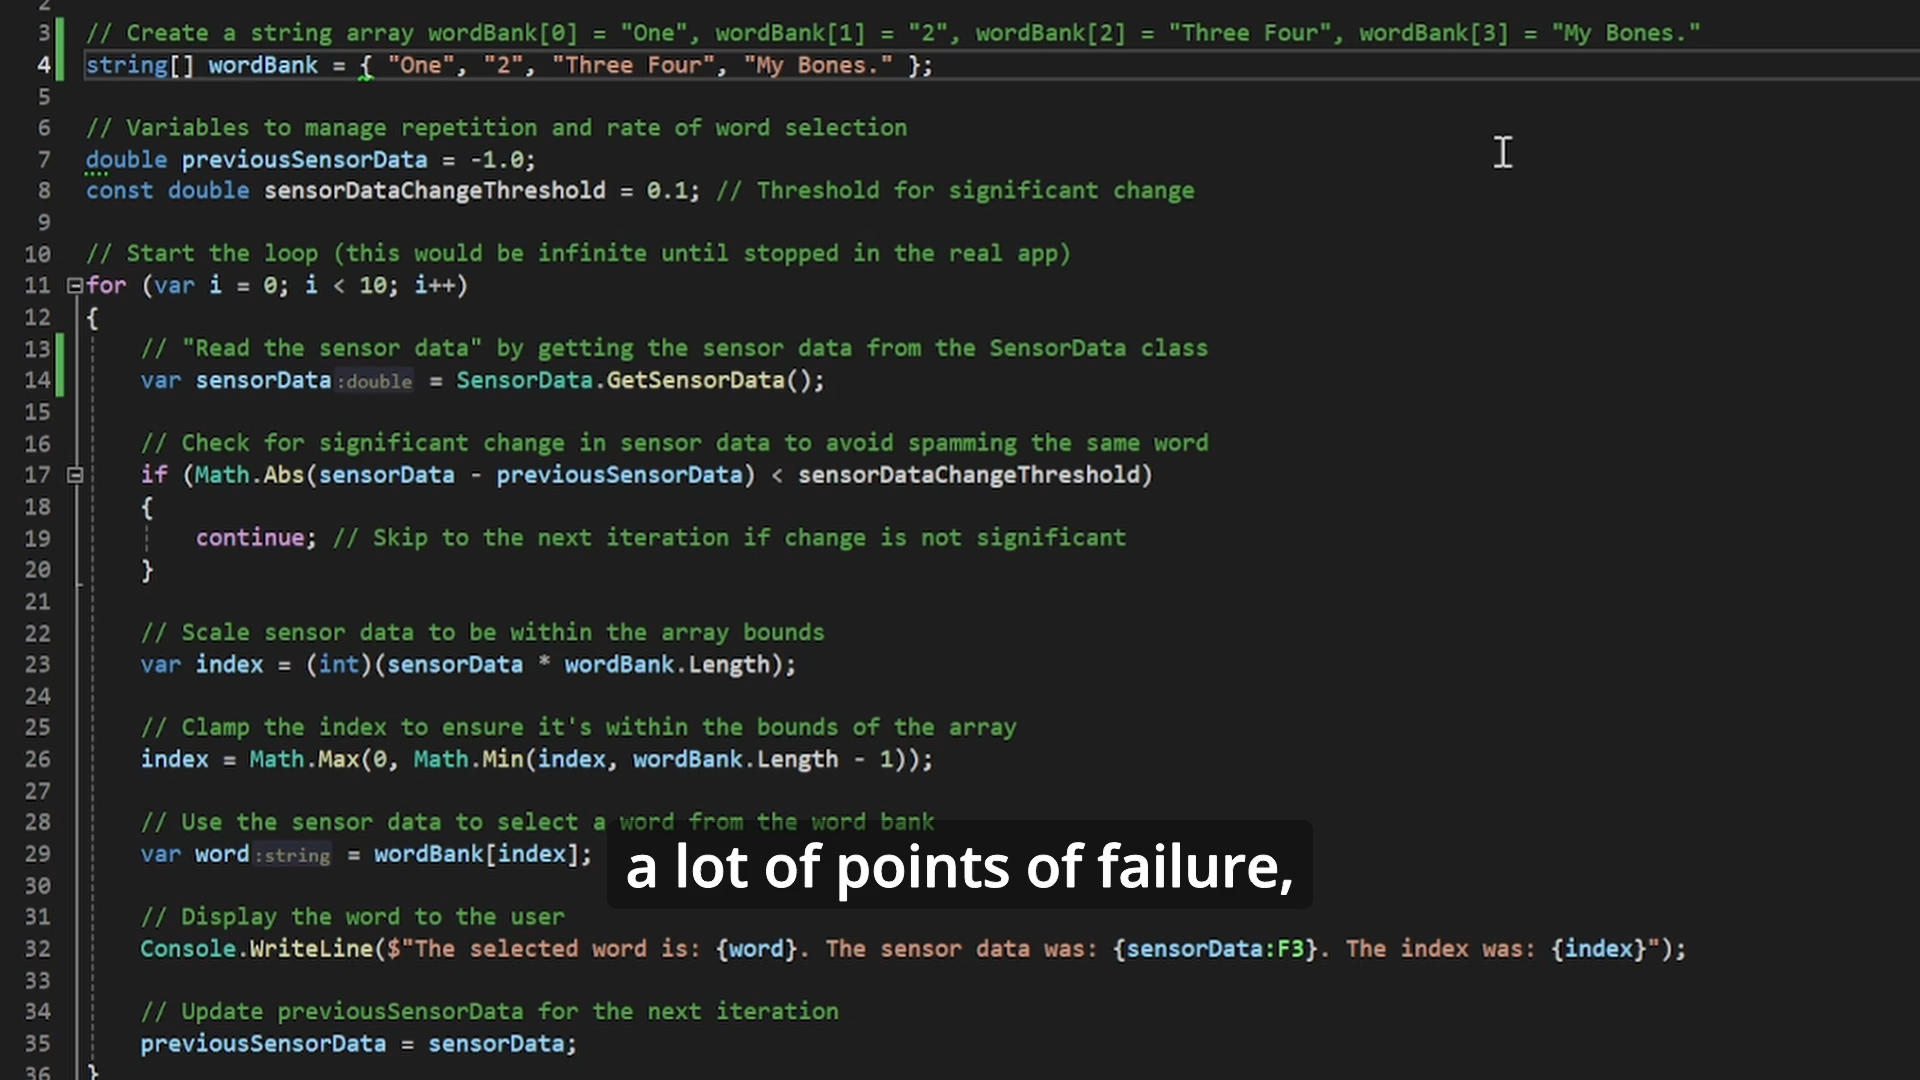 2
3 // Create a string array wordBank[0] = "One", wordBank[1] = "2", wordBank[2] = "Three Four", wordBank[3] = "My Bones."
4 string[] wordBank = { "One", "2", "Three Four", "My Bones." };
5
6 // Variables to manage repetition and rate of word selection
7 double previousSensorData = -1.0;
8 const double sensorDataChangeThreshold = 0.1; // Threshold for significant change
9
10 // Start the loop (this would be infinite until stopped in the real app)
11 for (var i = 0; i < 10; i++)
12 {
13 // "Read the sensor data" by getting the sensor data from the SensorData class
14 var sensorData:double = SensorData.GetSensorData();
15
16 // Check for significant change in sensor data to avoid spamming the same word
17 if (Math.Abs(sensorData - previousSensorData) < sensorDataChangeThreshold)
18 {
19 continue; // Skip to the next iteration if change is not significant
20 }
21
22 // Scale sensor data to be within the array bounds
23 var index = (int)(sensorData * wordBank.Length);
24
25 // Clamp the index to ensure it's within the bounds of the array
26 index = Math.Max(0, Math.Min(index, wordBank.Length - 1));
27
28 // Use the sensor data to select a word from the word bank
29 var word:string = wordBank[index];
a lot of points of failure,
30
31 // Display the word to the user
32 Console.WriteLine($"The selected word is: {word}. The sensor data was: {sensorData:F3}. The index was: {index}");
33
34 // Update previousSensorData for the next iteration
35 previousSensorData = sensorData;
36 }